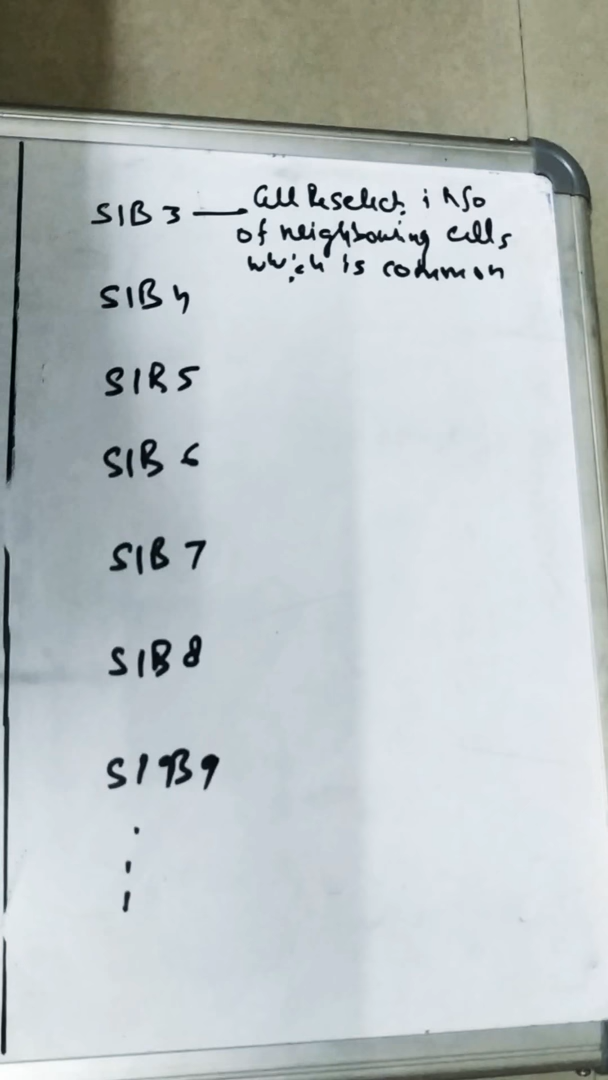 SIB 3 — Cell Reselect. info
of neighbouring cells
which is common
SIB 4
SIB 5
SIB 6
SIB 7
SIB 8
SIB 9